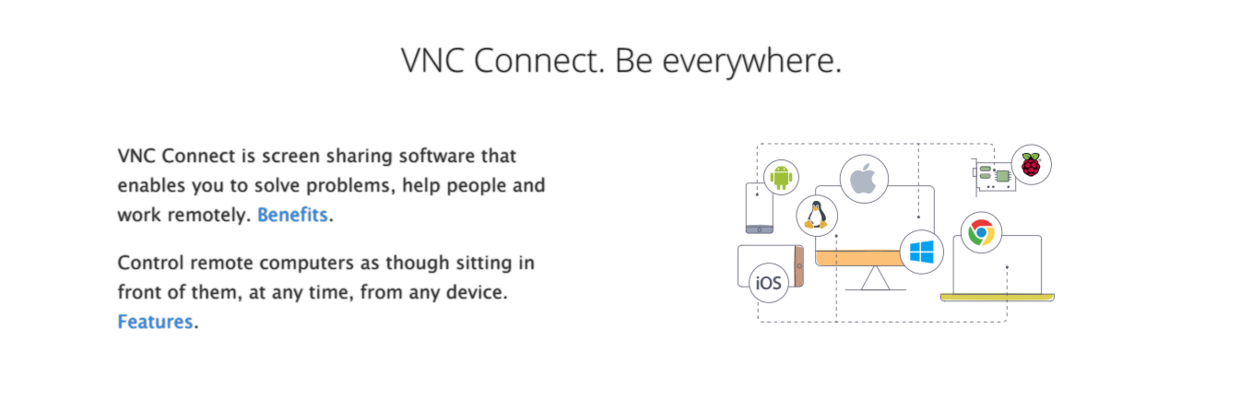 VNC Connect. Be everywhere.
VNC Connect is screen sharing software that
enables you to solve problems, help people and
work remotely. Benefits.
Control remote computers as though sitting in
front of them, at any time, from any device.
Features.
iOS